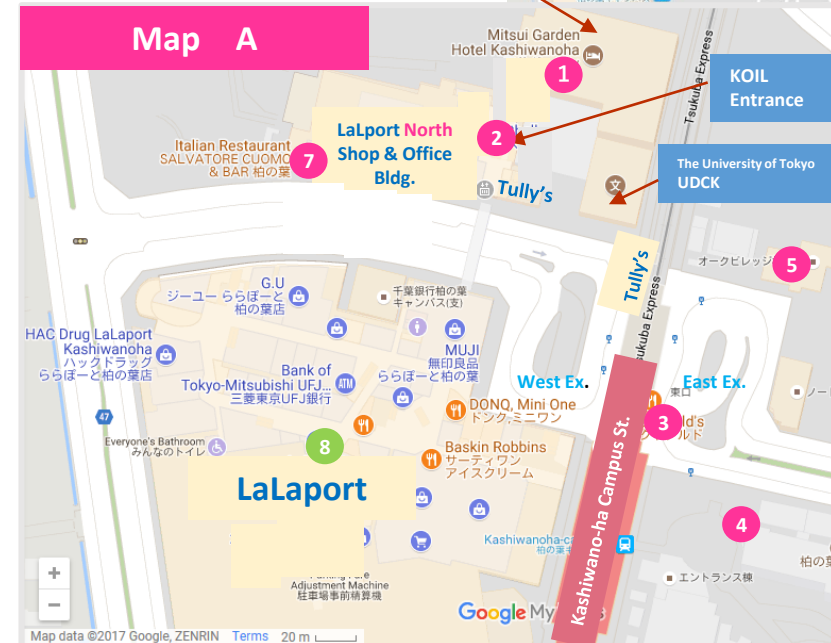 Map A
Mitsui Garden
Hotel Kashiwanoha
1
Tsukuba Express
KOIL
Entrance
LaLport North
Shop & Office
Bldg.
2
Italian Restaurant
SALVATORE CUOMO
& BAR 柏の葉
7
The University of Tokyo
UDCK
文
Tully's
Tully's
オークビレッジ
5
G.U
ジーユー ららぽーと
柏の葉店
千葉銀行柏の葉
キャンパス(支)
HAC Drug LaLaport
Kashiwanoha
ハックドラッグ
ららぽーと柏の葉店
MUJI
無印良品
ららぽーと柏の葉
Bank of
Tokyo-Mitsubishi UFJ...
三菱東京UFJ銀行
ATM
West Ex.
East Ex.
東口
ノー
47
DONQ, Mini One
ドンク,ミニワン
3
Everyone's Bathroom
みんなのトイレ
8
Baskin Robbins
サーティワン
アイスクリーム
LaLaport
Kashiwano-ha Campus St.
4
Kashiwanoha-c
エントランス棟
Adjustment Machine
駐車場事前精算機
+
−
Google My
Map data ©2017 Google, ZENRIN Terms 20 m